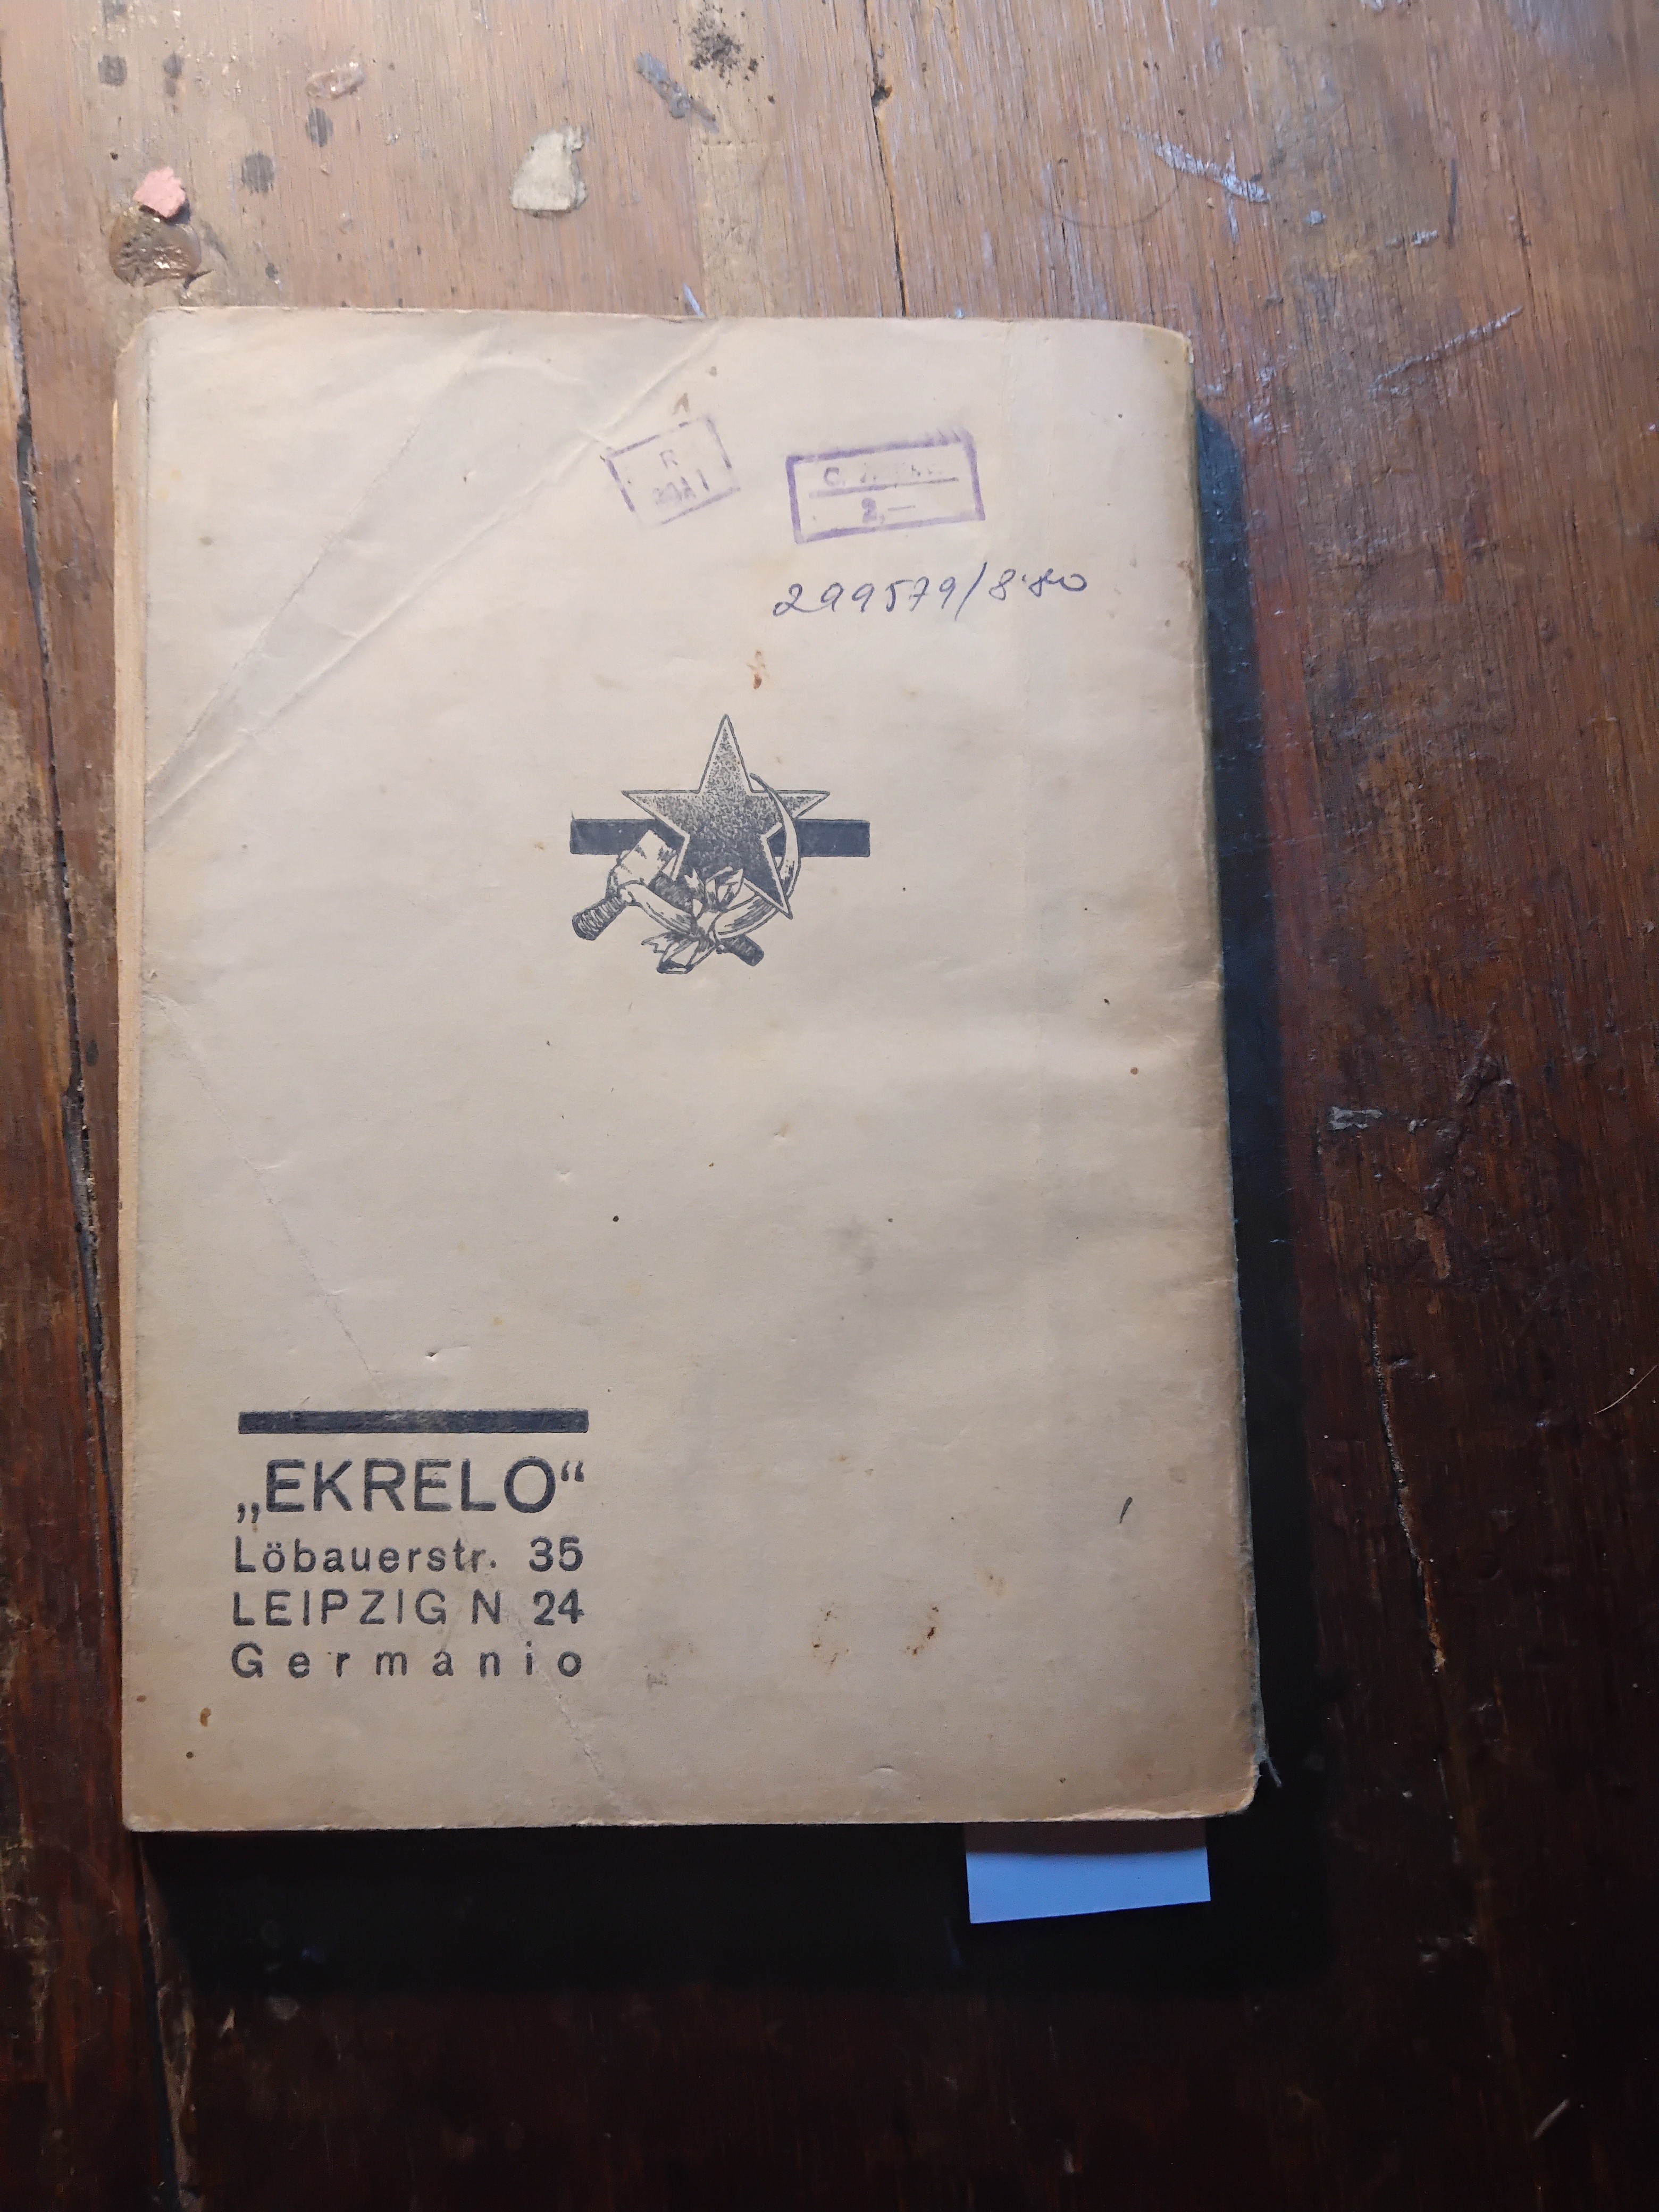 R
2,—
299579/8·80
„EKRELO“
Löbauerstr. 35
LEIPZIG N 24
Germanio